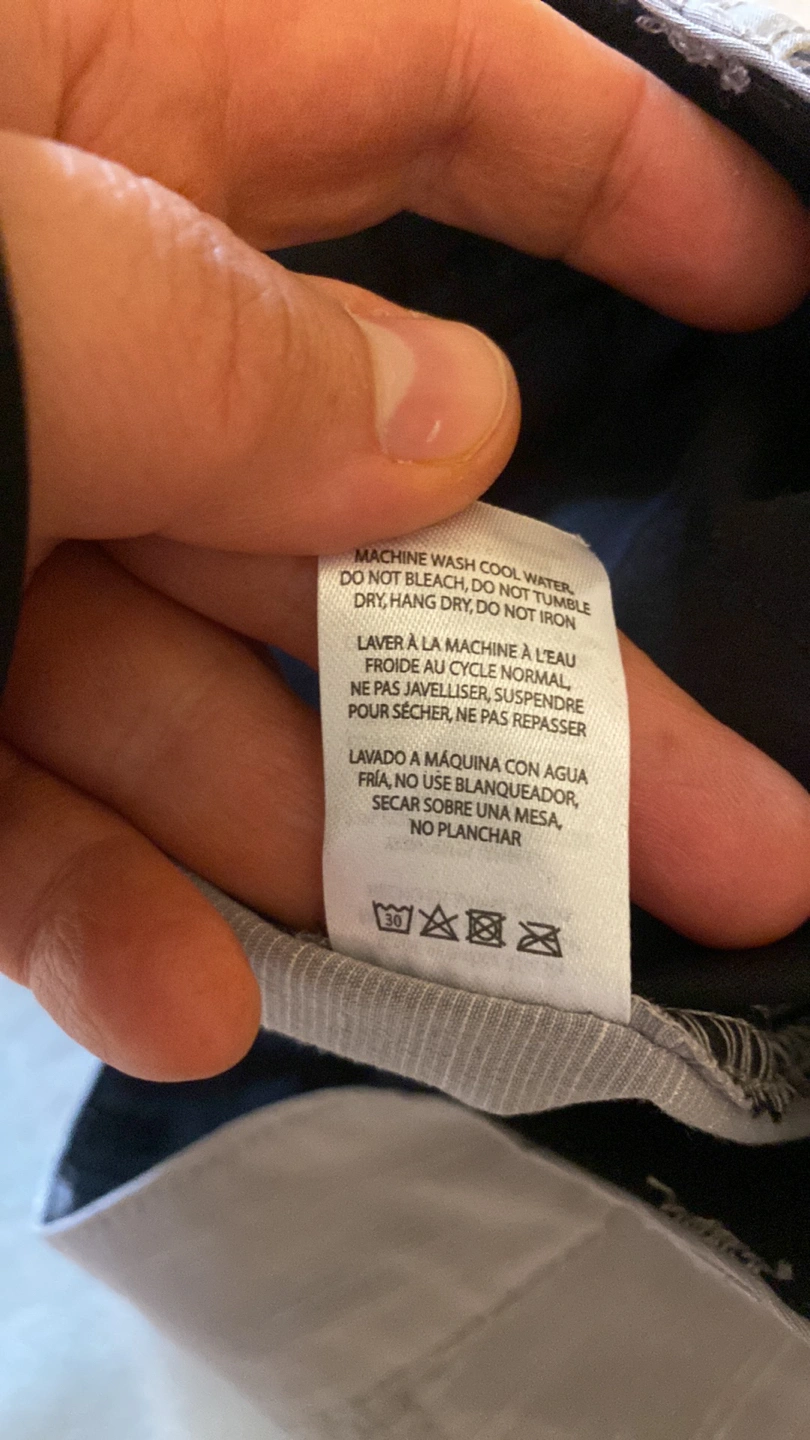 MACHINE WASH COOL WATER,
DO NOT BLEACH, DO NOT TUMBLE
DRY, HANG DRY, DO NOT IRON
LAVER À LA MACHINE À L'EAU
FROIDE AU CYCLE NORMAL,
NE PAS JAVELLISER, SUSPENDRE
POUR SÉCHER, NE PAS REPASSER
LAVADO A MÁQUINA CON AGUA
FRÍA, NO USE BLANQUEADOR,
SECAR SOBRE UNA MESA,
NO PLANCHAR
30